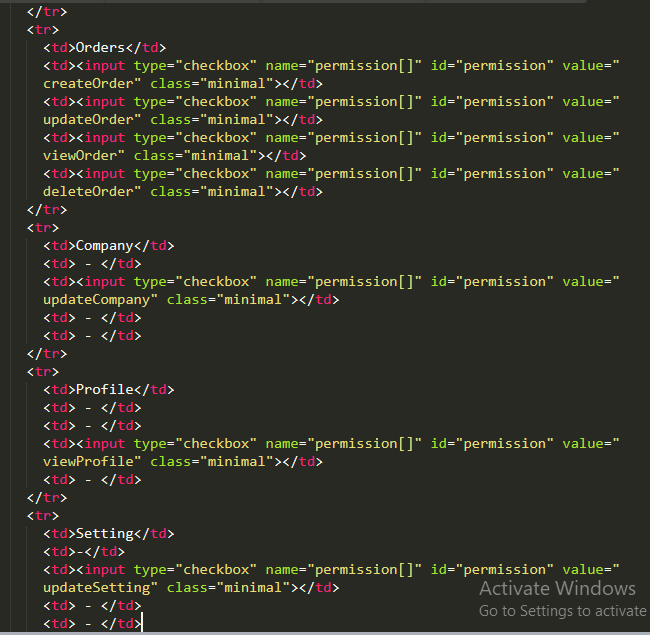 </tr>
<tr>
<td>Orders</td>
<td><input type="checkbox" name="permission[]" id="permission" value="
createOrder" class="minimal"></td>
<td><input type="checkbox" name="permission[]" id="permission" value="
updateOrder" class="minimal"></td>
<td><input type="checkbox" name="permission[]" id="permission" value="
viewOrder" class="minimal"></td>
<td><input type="checkbox" name="permission[]" id="permission" value="
deleteOrder" class="minimal"></td>
</tr>
<tr>
<td>Company</td>
<td> - </td>
<td><input type="checkbox" name="permission[]" id="permission" value="
updateCompany" class="minimal"></td>
<td> - </td>
<td> - </td>
</tr>
<tr>
<td>Profile</td>
<td> - </td>
<td> - </td>
<td><input type="checkbox" name="permission[]" id="permission" value="
viewProfile" class="minimal"></td>
<td> - </td>
</tr>
<tr>
<td>Setting</td>
<td>-</td>
<td><input type="checkbox" name="permission[]" id="permission" value="
updateSetting" class="minimal"></td>
<td> - </td>
<td> - </td>
Activate Windows
Go to Settings to activate